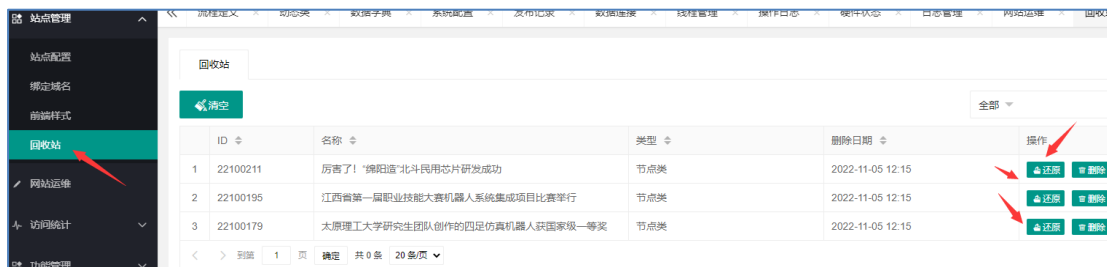 站点管理
流程定义 × 动态类 × 数据字典 × 系统配置 × 发布记录 × 数据连接 × 线程管理 × 操作日志 × 硬件状态 × 日志管理 × 网站运维 × 回收
站点配置
绑定域名
前端样式
回收站
网站运维
访问统计
功能管理
回收站
清空
全部
ID 名称 类型 删除日期 操作
1 22100211 厉害了！“绵阳造”北斗民用芯片研发成功 节点类 2022-11-05 12:15 还原 删除
2 22100195 江西省第一届职业技能大赛机器人系统集成项目比赛举行 节点类 2022-11-05 12:15 还原 删除
3 22100179 太原理工大学研究生团队创作的四足仿真机器人获国家级一等奖 节点类 2022-11-05 12:15 还原 删除
< > 到第 1 页 确定 共 0 条 20 条/页